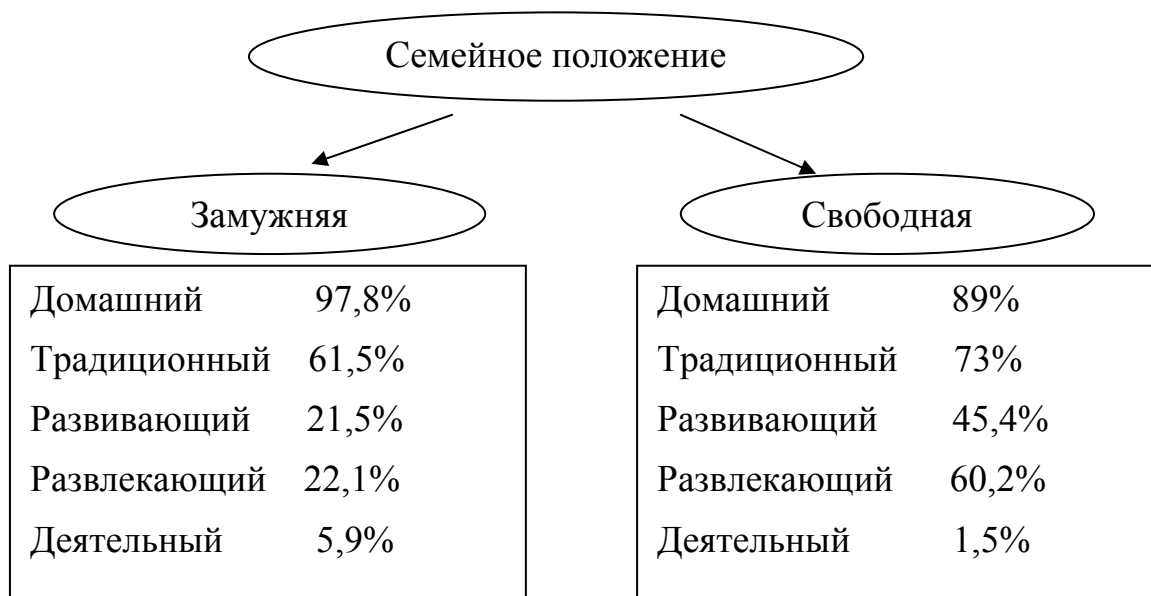 Семейное положение
Замужняя
Домашний 97,8%
Традиционный 61,5%
Развивающий 21,5%
Развлекающий 22,1%
Деятельный 5,9%
Свободная
Домашний 89%
Традиционный 73%
Развивающий 45,4%
Развлекающий 60,2%
Деятельный 1,5%